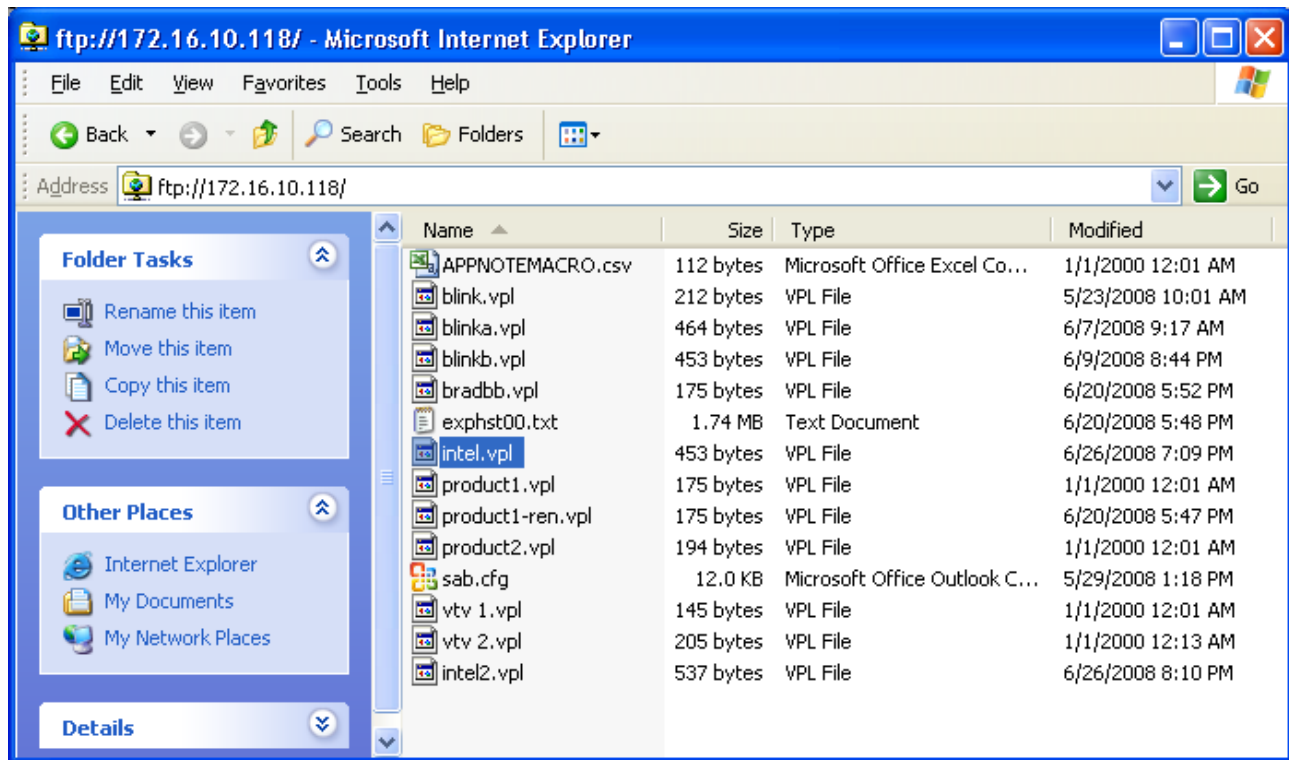 ftp://172.16.10.118/ - Microsoft Internet Explorer
File Edit View Favorites Tools Help
Back Search Folders
Address ftp://172.16.10.118/ Go
Folder Tasks
Rename this item
Move this item
Copy this item
Delete this item
Other Places
Internet Explorer
My Documents
My Network Places
Details
Name Size Type Modified
APPNOTEMACRO.csv 112 bytes Microsoft Office Excel Co... 1/1/2000 12:01 AM
blink.vpl 212 bytes VPL File 5/23/2008 10:01 AM
blinka.vpl 464 bytes VPL File 6/7/2008 9:17 AM
blinkb.vpl 453 bytes VPL File 6/9/2008 8:44 PM
bradbb.vpl 175 bytes VPL File 6/20/2008 5:52 PM
exphst00.txt 1.74 MB Text Document 6/20/2008 5:48 PM
intel.vpl 453 bytes VPL File 6/26/2008 7:09 PM
product1.vpl 175 bytes VPL File 1/1/2000 12:01 AM
product1-ren.vpl 175 bytes VPL File 6/20/2008 5:47 PM
product2.vpl 194 bytes VPL File 1/1/2000 12:01 AM
sab.cfg 12.0 KB Microsoft Office Outlook C... 5/29/2008 1:18 PM
vtv 1.vpl 145 bytes VPL File 1/1/2000 12:01 AM
vtv 2.vpl 205 bytes VPL File 1/1/2000 12:13 AM
intel2.vpl 537 bytes VPL File 6/26/2008 8:10 PM